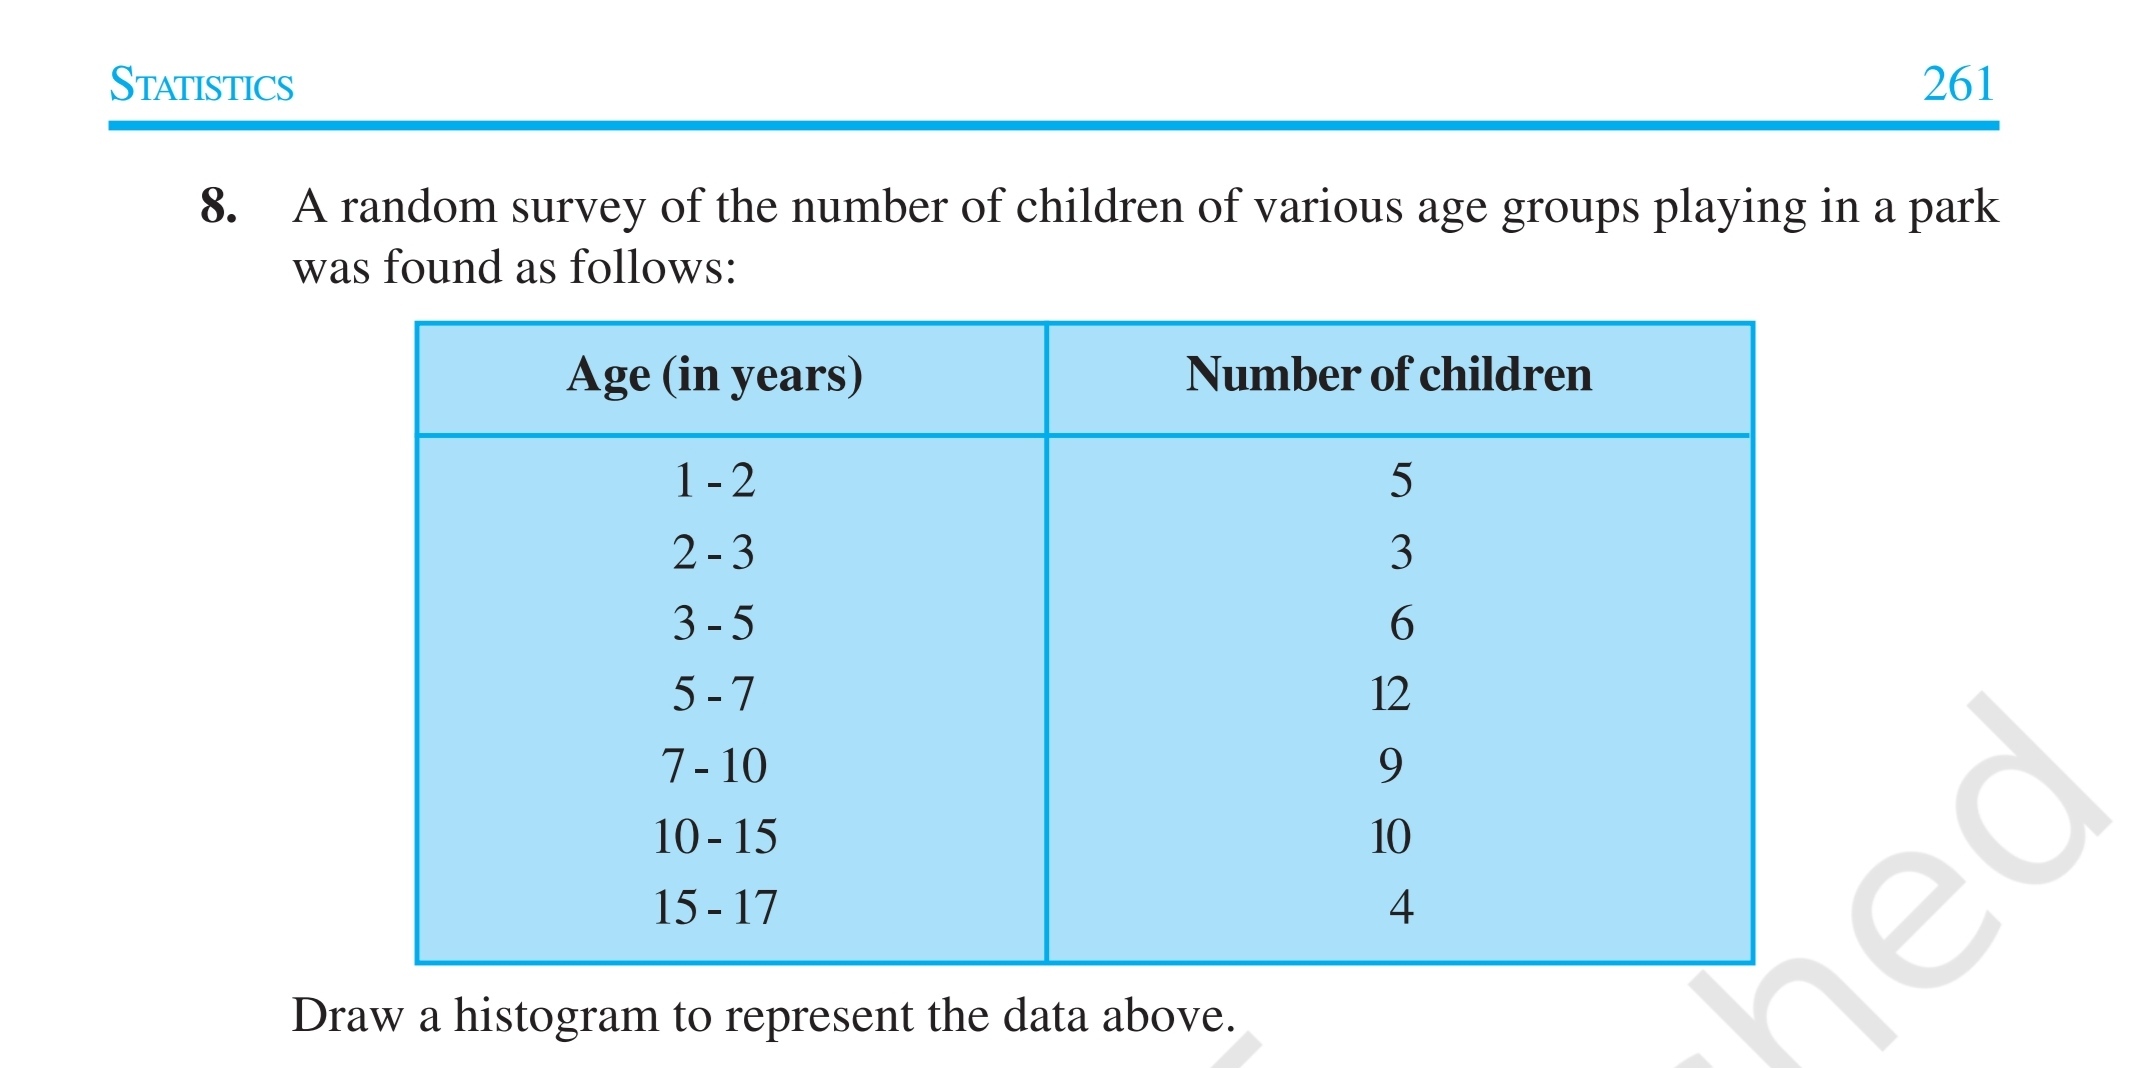 STATISTICS 261
8. A random survey of the number of children of various age groups playing in a park
was found as follows:
Age (in years) Number of children
1 - 2 5
2 - 3 3
3 - 5 6
5 - 7 12
7 - 10 9
10 - 15 10
15 - 17 4
Draw a histogram to represent the data above.
hed